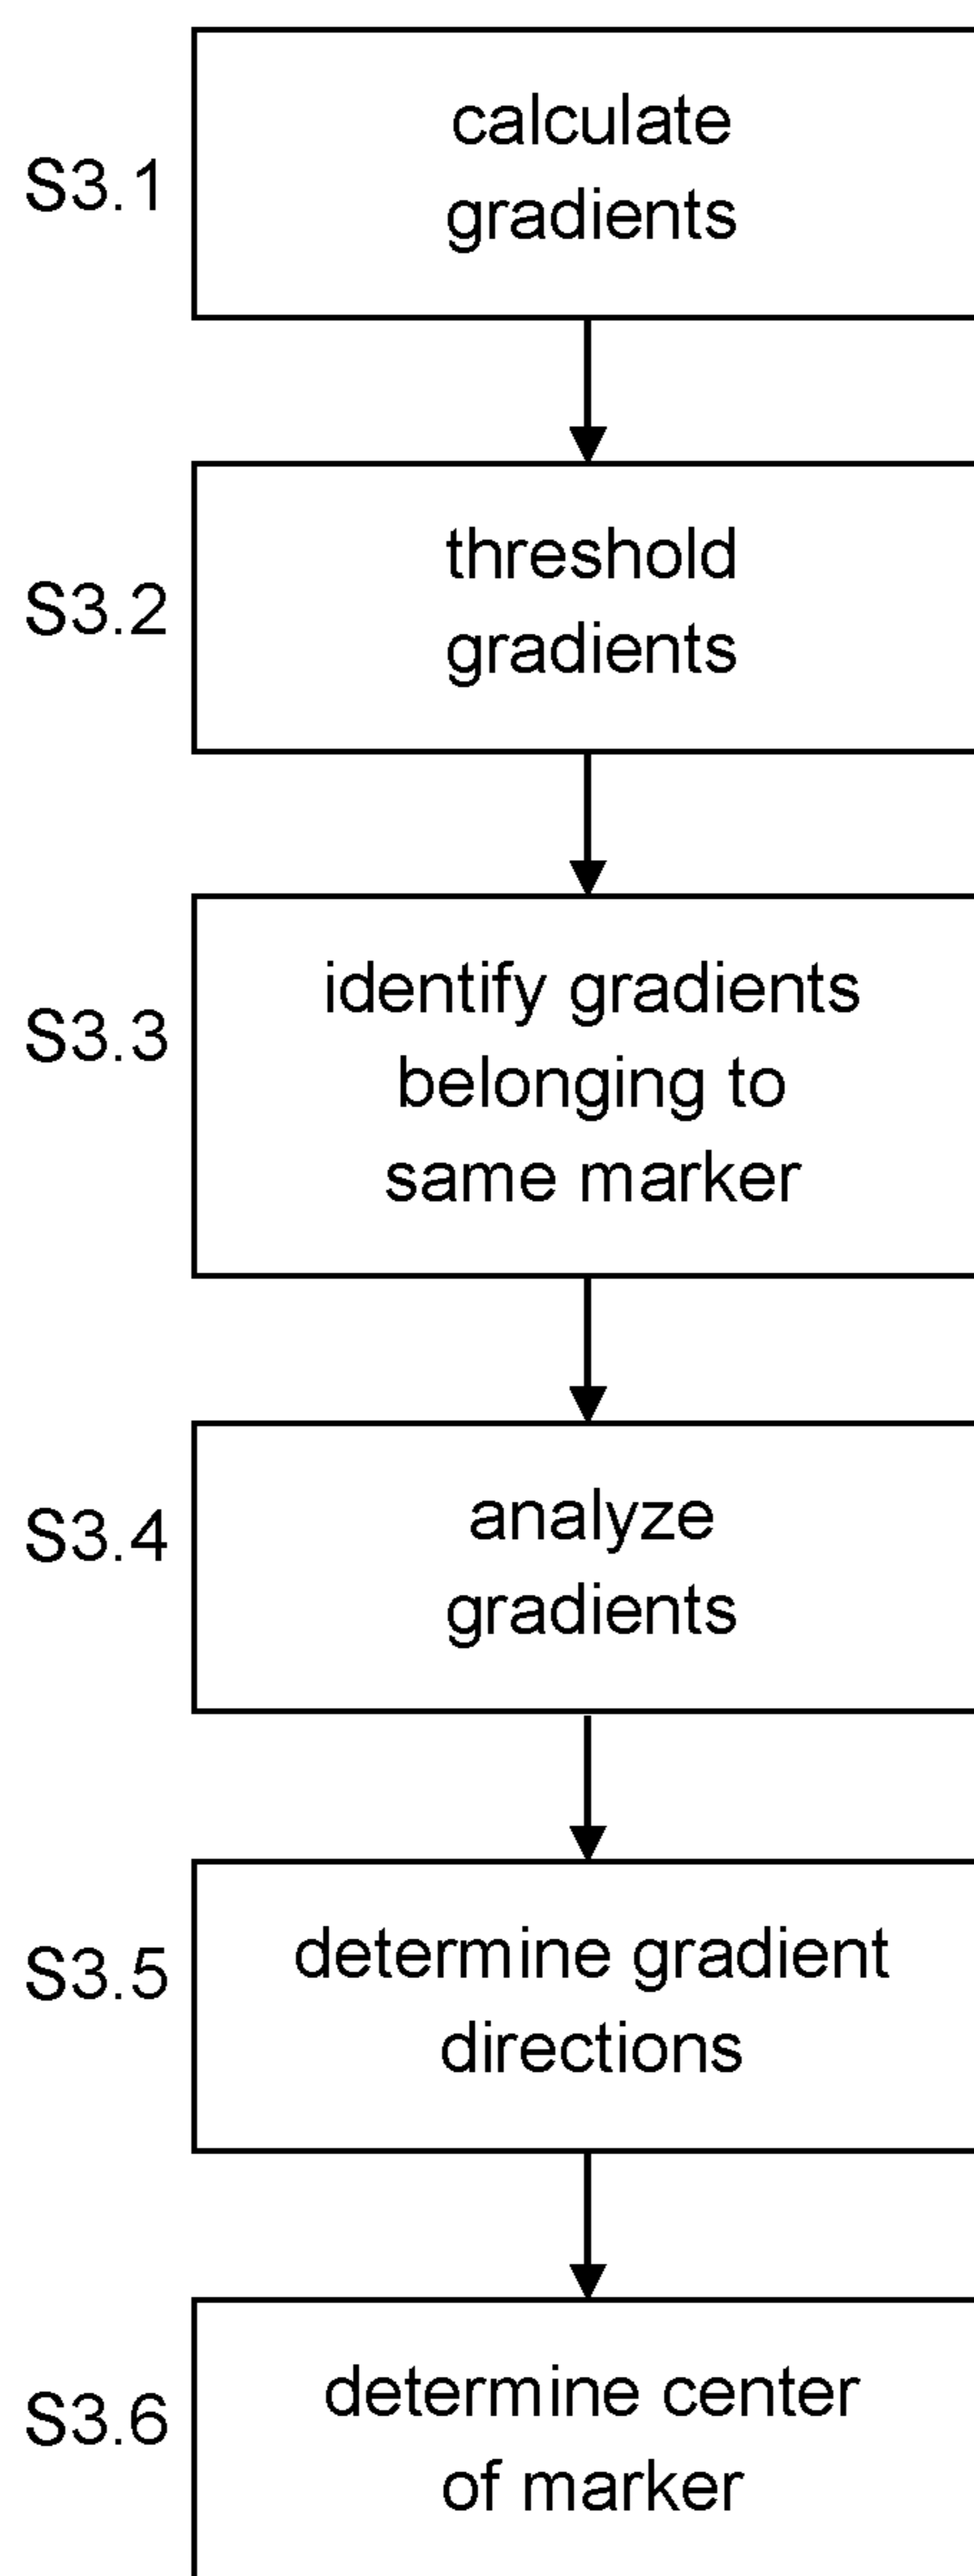 S3.1
calculate
gradients
S3.2
threshold
gradients
S3.3
identify gradients
belonging to
same marker
S3.4
analyze
gradients
S3.5
determine gradient
directions
S3.6
determine center
of marker